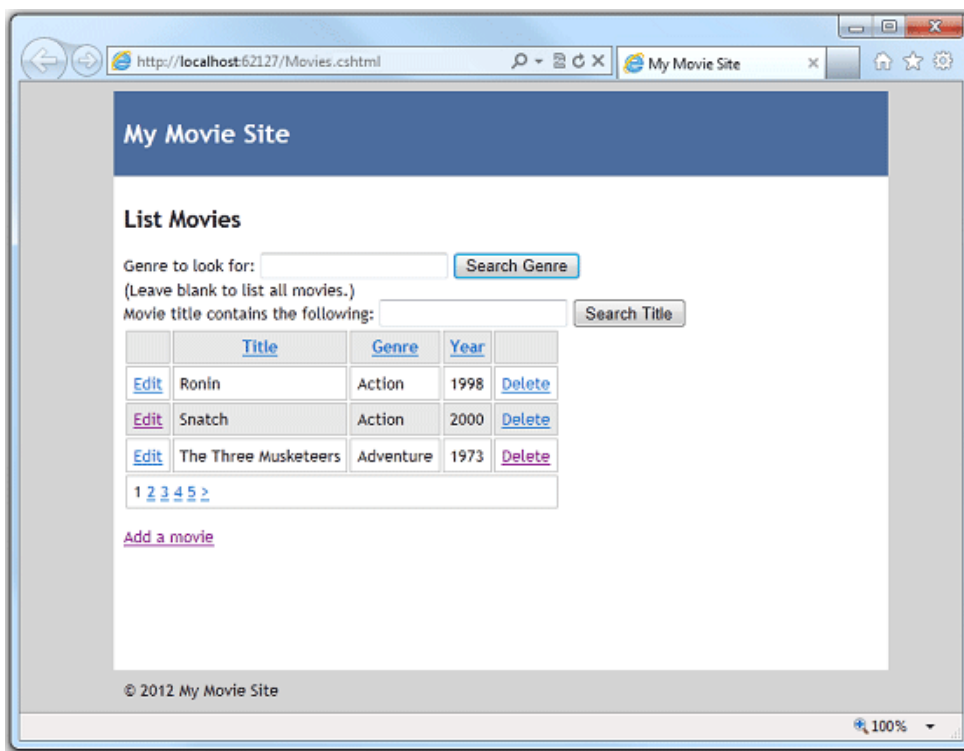 http://localhost:62127/Movies.cshtml
My Movie Site
My Movie Site
List Movies
Genre to look for: Search Genre
(Leave blank to list all movies.)
Movie title contains the following: Search Title
Title Genre Year
Edit Ronin Action 1998 Delete
Edit Snatch Action 2000 Delete
Edit The Three Musketeers Adventure 1973 Delete
1 2 3 4 5 >
Add a movie
© 2012 My Movie Site
100%